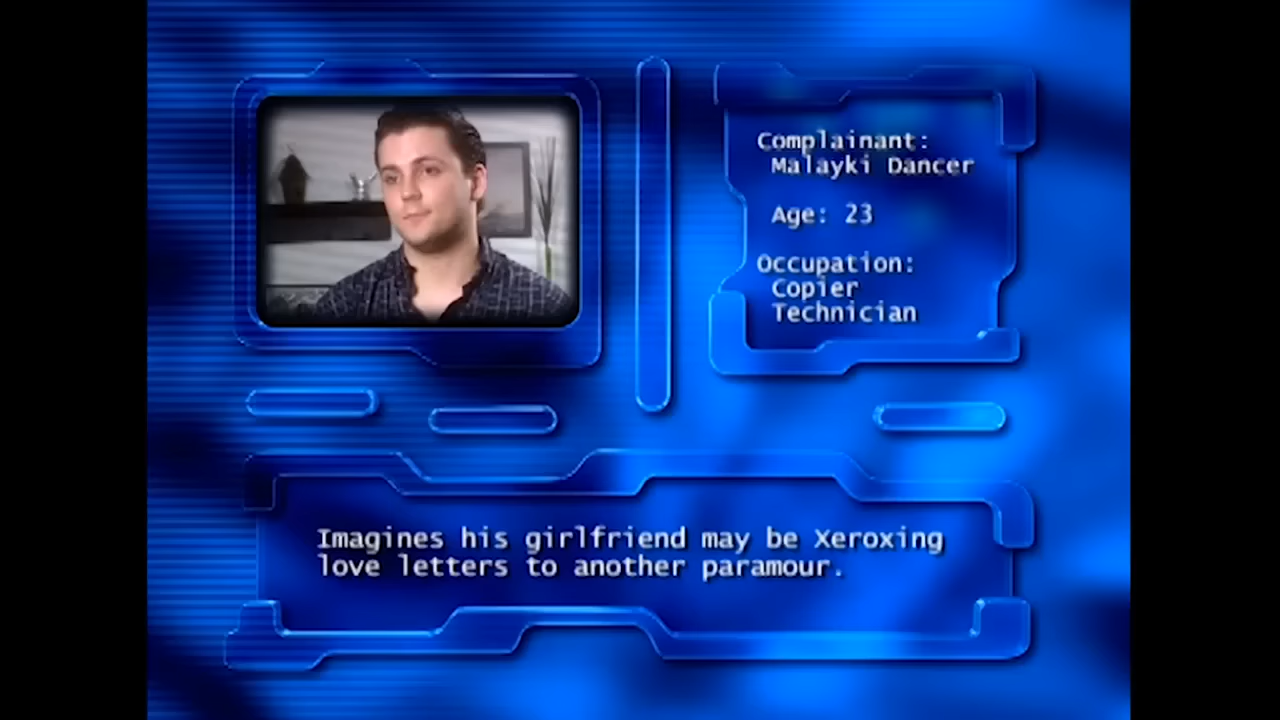 Complainant:
Malayki Dancer
Age: 23
Occupation:
Copier
Technician
Imagines his girlfriend may be Xeroxing
love letters to another paramour.